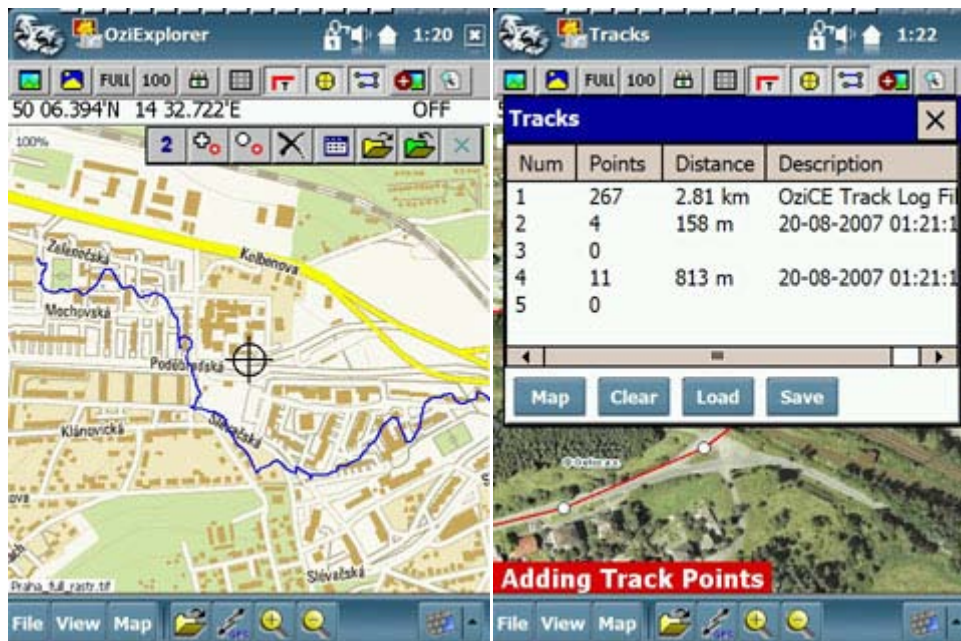 OziExplorer
1:20
FULL 100
50 06.394'N 14 32.722'E OFF
100%
2
Zelenečská
Kolbenova
Mochovská
Poděbradská
Klánovická
Slévačská
ova
Slévačská
Praha_full_rastr.tif
File View Map GPS
Tracks
1:22
FULL 100
Tracks
Num Points Distance Description
1 267 2.81 km OziCE Track Log Fil
2 4 158 m 20-08-2007 01:21:1
3 0
4 11 813 m 20-08-2007 01:21:1
5 0
Map Clear Load Save
Adding Track Points
File View Map GPS